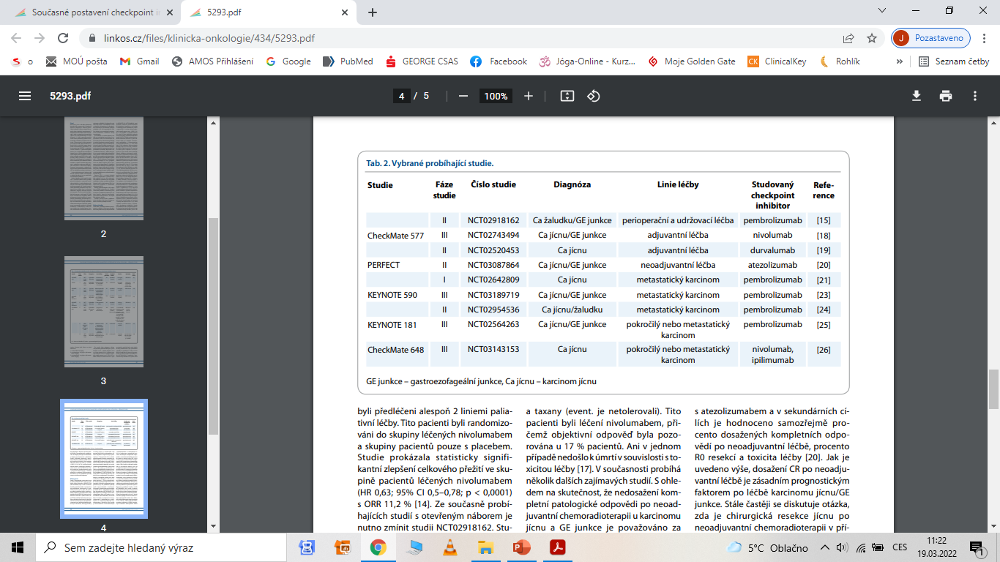 Současné postavení checkpoint i
5293.pdf
linkos.cz/files/klinicka-onkologie/434/5293.pdf
J Pozastaveno
S o
MOÚ pošta
Gmail
AMOS Přihlášení
Google
PubMed
GEORGE CSAS
Facebook
Jóga-Online - Kurz...
Moje Golden Gate
CK ClinicalKey
Rohlík
»
Seznam četby
5293.pdf
4 / 5
100%
2
3
4
Tab. 2. Vybrané probíhající studie.
Studie Fáze studie Číslo studie Diagnóza Linie léčby Studovaný checkpoint inhibitor Refe-rence
II NCT02918162 Ca žaludku/GE junkce perioperační a udržovací léčba pembrolizumab [15]
CheckMate 577 III NCT02743494 Ca jícnu/GE junkce adjuvantní léčba nivolumab [18]
II NCT02520453 Ca jícnu adjuvantní léčba durvalumab [19]
PERFECT II NCT03087864 Ca jícnu/GE junkce neoadjuvantní léčba atezolizumab [20]
I NCT02642809 Ca jícnu metastatický karcinom pembrolizumab [21]
KEYNOTE 590 III NCT03189719 Ca jícnu/GE junkce metastatický karcinom pembrolizumab [23]
II NCT02954536 Ca jícnu/žaludku metastatický karcinom pembrolizumab [24]
KEYNOTE 181 III NCT02564263 Ca jícnu/GE junkce pokročilý nebo metastatický karcinom pembrolizumab [25]
CheckMate 648 III NCT03143153 Ca jícnu pokročilý nebo metastatický karcinom nivolumab, ipilimumab [26]
GE junkce – gastroezofageální junkce, Ca jícnu – karcinom jícnu
byli předléčeni alespoň 2 liniemi palia-
tivní léčby. Tito pacienti byli randomizo-
váni do skupiny léčených nivolumabem
a skupiny pacientů pouze s placebem.
Studie prokázala statisticky signifi-
kantní zlepšení celkového přežití ve sku-
pině pacientů léčených nivolumabem
(HR 0,63; 95% CI 0,5–0,78; p < 0,0001)
s ORR 11,2 % [14]. Ze současně probí-
hajících studií s otevřeným náborem je
nutno zmínit studii NCT02918162. Stu-
a taxany (event. je netolerovali). Tito
pacienti byli léčení nivolumabem, při-
čemž objektivní odpověď byla pozo-
rována u 17 % pacientů. Ani v jednom
případě nedošlo k úmrtí v souvislosti s to-
xicitou léčby [17]. V současnosti probíhá
několik dalších zajímavých studií. S ohle-
dem na skutečnost, že nedosažení kom-
pletní patologické odpovědi po neoad-
juvantní chemoradioterapii u karcinomu
jícnu a GE junkce je považováno za
s atezolizumabem a v sekundárních cí-
lích je hodnoceno samozřejmě pro-
cento dosažených kompletních odpo-
vědí po neoadjuvantní léčbě, procento
R0 resekcí a toxicita léčby [20]. Jak je
uvedeno výše, dosažení CR po neoadju-
vantní léčbě je zásadním prognostickým
faktorem po léčbě karcinomu jícnu/GE
junkce. Stále častěji se diskutuje otázka,
zda je chirurgická resekce jícnu po
neoadjuvantní chemoradioterapii v pří-
Sem zadejte hledaný výraz
5°C Oblačno
CES
11:22
19.03.2022
1